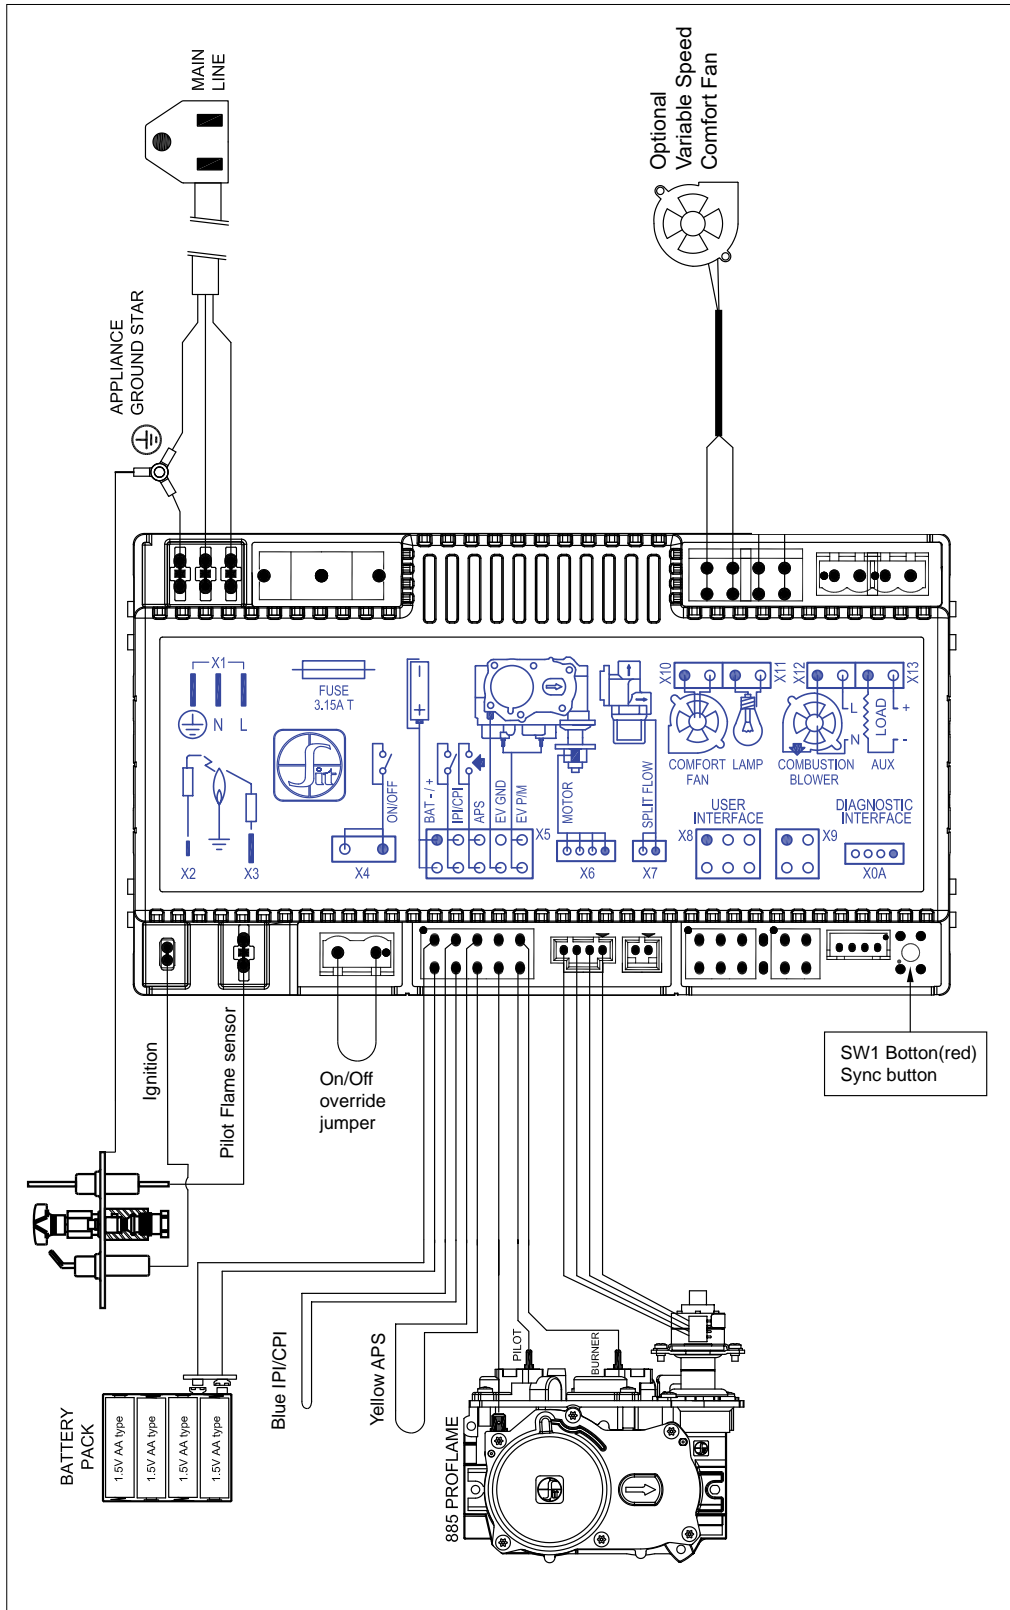 MAIN
LINE
Optional
Variable Speed
Comfort Fan
APPLIANCE
GROUND STAR
X1
N
L
FUSE
3.15A T
-
+
X10
X11
X12
X13
X2
X3
Sit
ON/OFF
X4
BAT - / +
IPI/CPI
APS
EV GND
EV P/M
X5
MOTOR
X6
SPLIT FLOW
X7
COMFORT
FAN
LAMP
COMBUSTION
BLOWER
N
L
LOAD
-
+
AUX
USER
INTERFACE
X8
X9
DIAGNOSTIC
INTERFACE
X0A
Ignition
Pilot Flame sensor
On/Off
override
jumper
SW1 Botton(red)
Sync button
BATTERY
PACK
1.5V AA type
1.5V AA type
1.5V AA type
1.5V AA type
Blue IPI/CPI
Yellow APS
885 PROFLAME
PILOT
BURNER